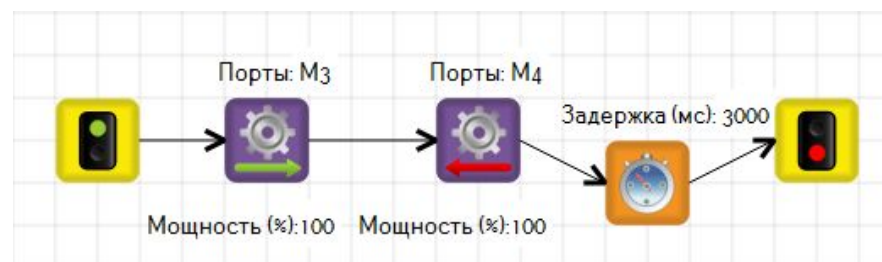 Порты: M3
Порты: M4
Задержка (мс): 3000
Мощность (%):100
Мощность (%):100